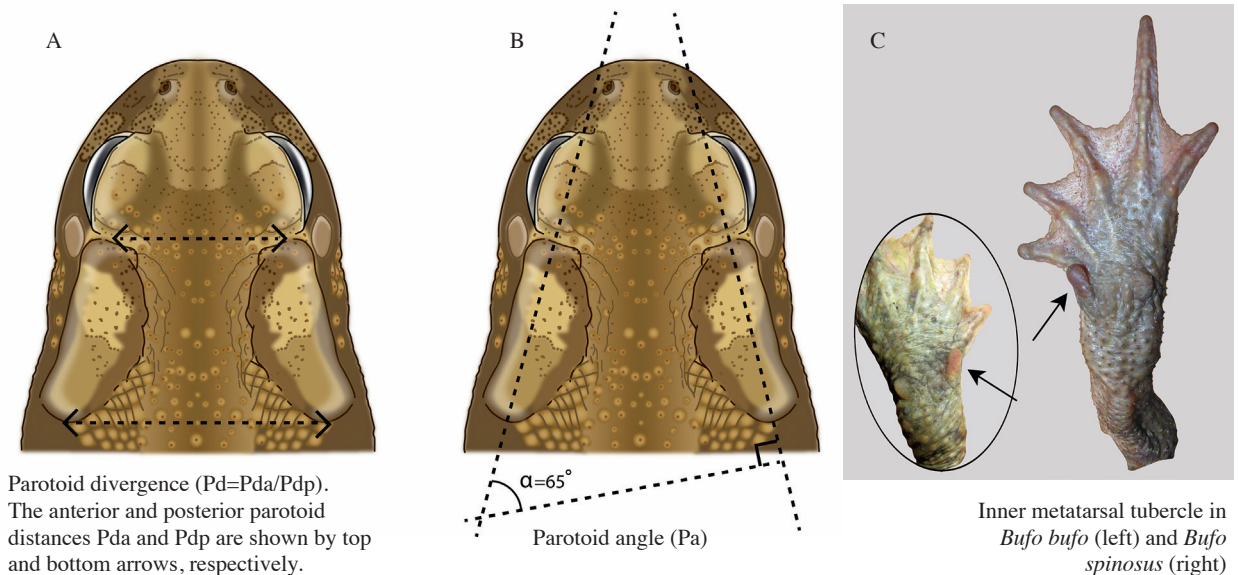 A
B
C
α=65°
Parotoid divergence (Pd=Pda/Pdp).
The anterior and posterior parotoid
distances Pda and Pdp are shown by top
and bottom arrows, respectively.
Parotoid angle (Pa)
Inner metatarsal tubercle in
Bufo bufo (left) and Bufo
spinosus (right)